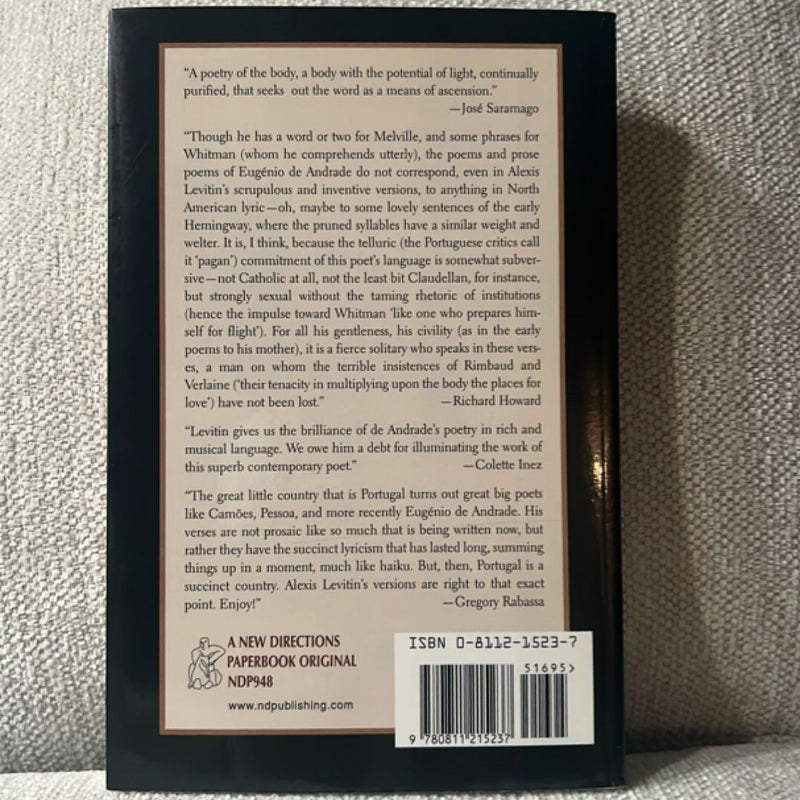 “A poetry of the body, a body with the potential of light, continually
purified, that seeks out the word as a means of ascension.”
—José Saramago
“Though he has a word or two for Melville, and some phrases for
Whitman (whom he comprehends utterly), the poems and prose
poems of Eugénio de Andrade do not correspond, even in Alexis
Levitin’s scrupulous and inventive versions, to anything in North
American lyric—oh, maybe to some lovely sentences of the early
Hemingway, where the pruned syllables have a similar weight and
welter. It is, I think, because the telluric (the Portuguese critics call
it ‘pagan’) commitment of this poet’s language is somewhat subver-
sive—not Catholic at all, not the least bit Claudellan, for instance,
but strongly sexual without the taming rhetoric of institutions
(hence the impulse toward Whitman ‘like one who prepares him-
self for flight’). For all his gentleness, his civility (as in the early
poems to his mother), it is a fierce solitary who speaks in these vers-
es, a man on whom the terrible insistences of Rimbaud and
Verlaine (‘their tenacity in multiplying upon the body the places for
love’) have not been lost.” —Richard Howard
“Levitin gives us the brilliance of de Andrade’s poetry in rich and
musical language. We owe him a debt for illuminating the work of
this superb contemporary poet.” —Colette Inez
“The great little country that is Portugal turns out great big poets
like Camões, Pessoa, and more recently Eugénio de Andrade. His
verses are not prosaic like so much that is being written now, but
rather they have the succinct lyricism that has lasted long, summing
things up in a moment, much like haiku. But, then, Portugal is a
succinct country. Alexis Levitin’s versions are right to that exact
point. Enjoy!” —Gregory Rabassa
A NEW DIRECTIONS
PAPERBOOK ORIGINAL
NDP948
www.ndpublishing.com
ISBN 0-8112-1523-7
51695>
9 780811 215237